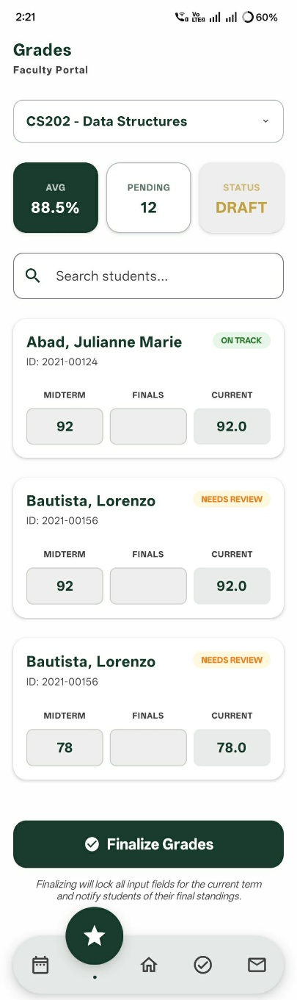 2:21
Vo
LTE
60%
Grades
Faculty Portal
CS202 - Data Structures
AVG
PENDING
STATUS
88.5%
12
DRAFT
Search students...
Abad, Julianne Marie
ON TRACK
ID: 2021-00124
MIDTERM
FINALS
CURRENT
92
92.0
Bautista, Lorenzo
NEEDS REVIEW
ID: 2021-00156
MIDTERM
FINALS
CURRENT
92
92.0
Bautista, Lorenzo
NEEDS REVIEW
ID: 2021-00156
MIDTERM
FINALS
CURRENT
78
78.0
Finalize Grades
Finalizing will lock all input fields for the current term
and notify students of their final standings.